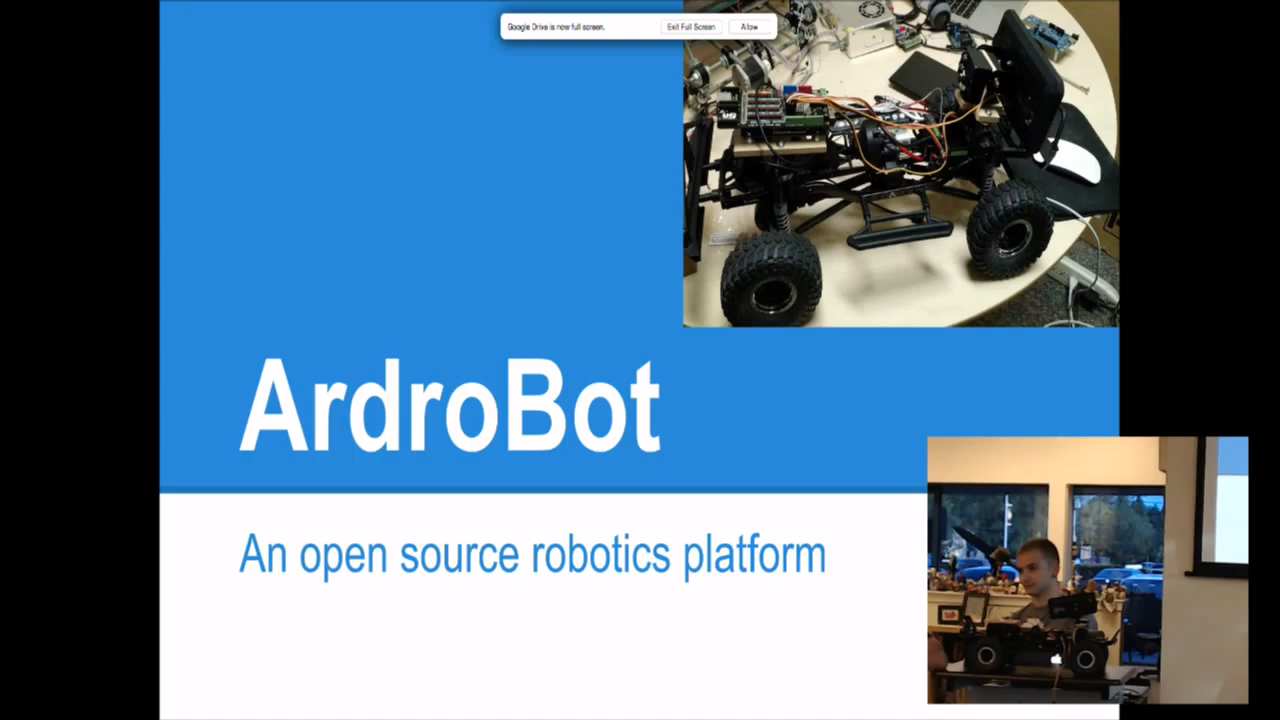 Google Drive is now full screen. Exit Full Screen Allow
ArdroBot
An open source robotics platform